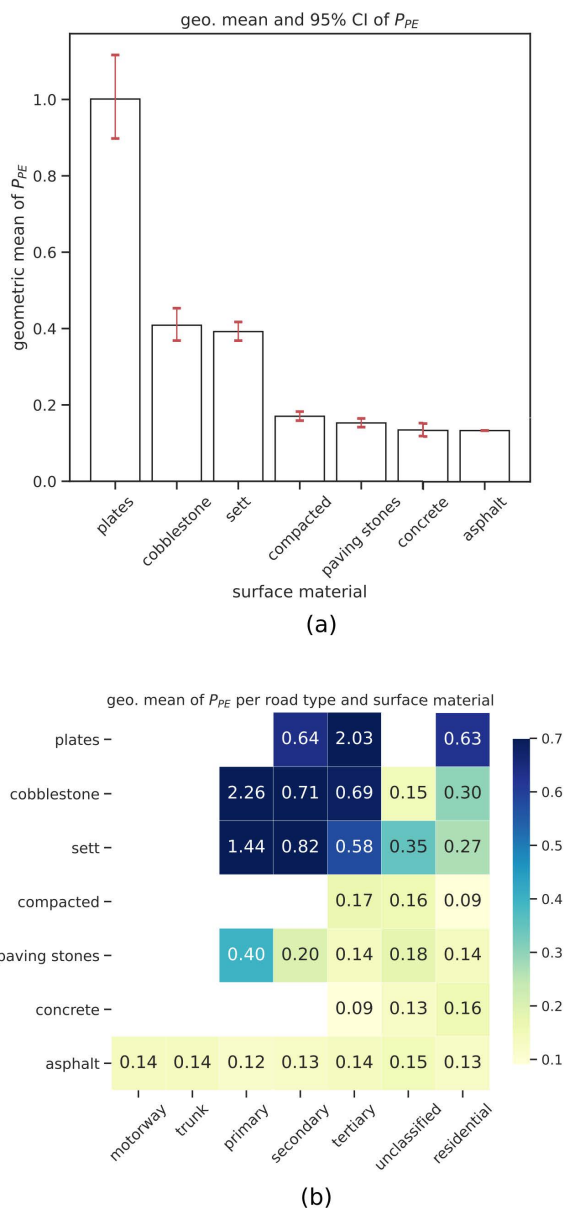 geo. mean and 95% CI of P_PE
geometric mean of P_PE
1.0
0.8
0.6
0.4
0.2
0.0
plates
cobblestone
sett
compacted
paving stones
concrete
asphalt
surface material
(a)
geo. mean of P_PE per road type and surface material
plates 0.64 2.03 0.63
cobblestone 2.26 0.71 0.69 0.15 0.30
sett 1.44 0.82 0.58 0.35 0.27
compacted 0.17 0.16 0.09
paving stones 0.40 0.20 0.14 0.18 0.14
concrete 0.09 0.13 0.16
asphalt 0.14 0.14 0.12 0.13 0.14 0.15 0.13
motorway
trunk
primary
secondary
tertiary
unclassified
residential
0.7
0.6
0.5
0.4
0.3
0.2
0.1
(b)